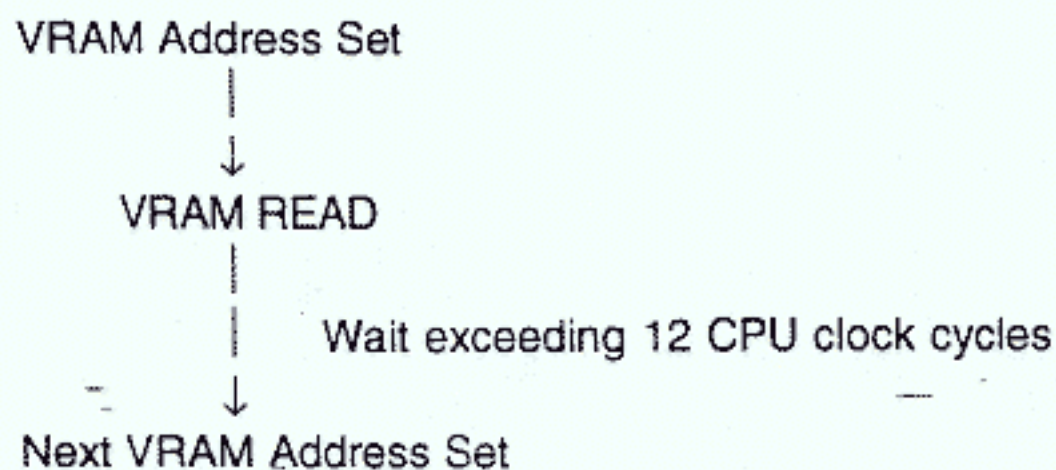 VRAM Address Set
VRAM READ
Wait exceeding 12 CPU clock cycles
Next VRAM Address Set